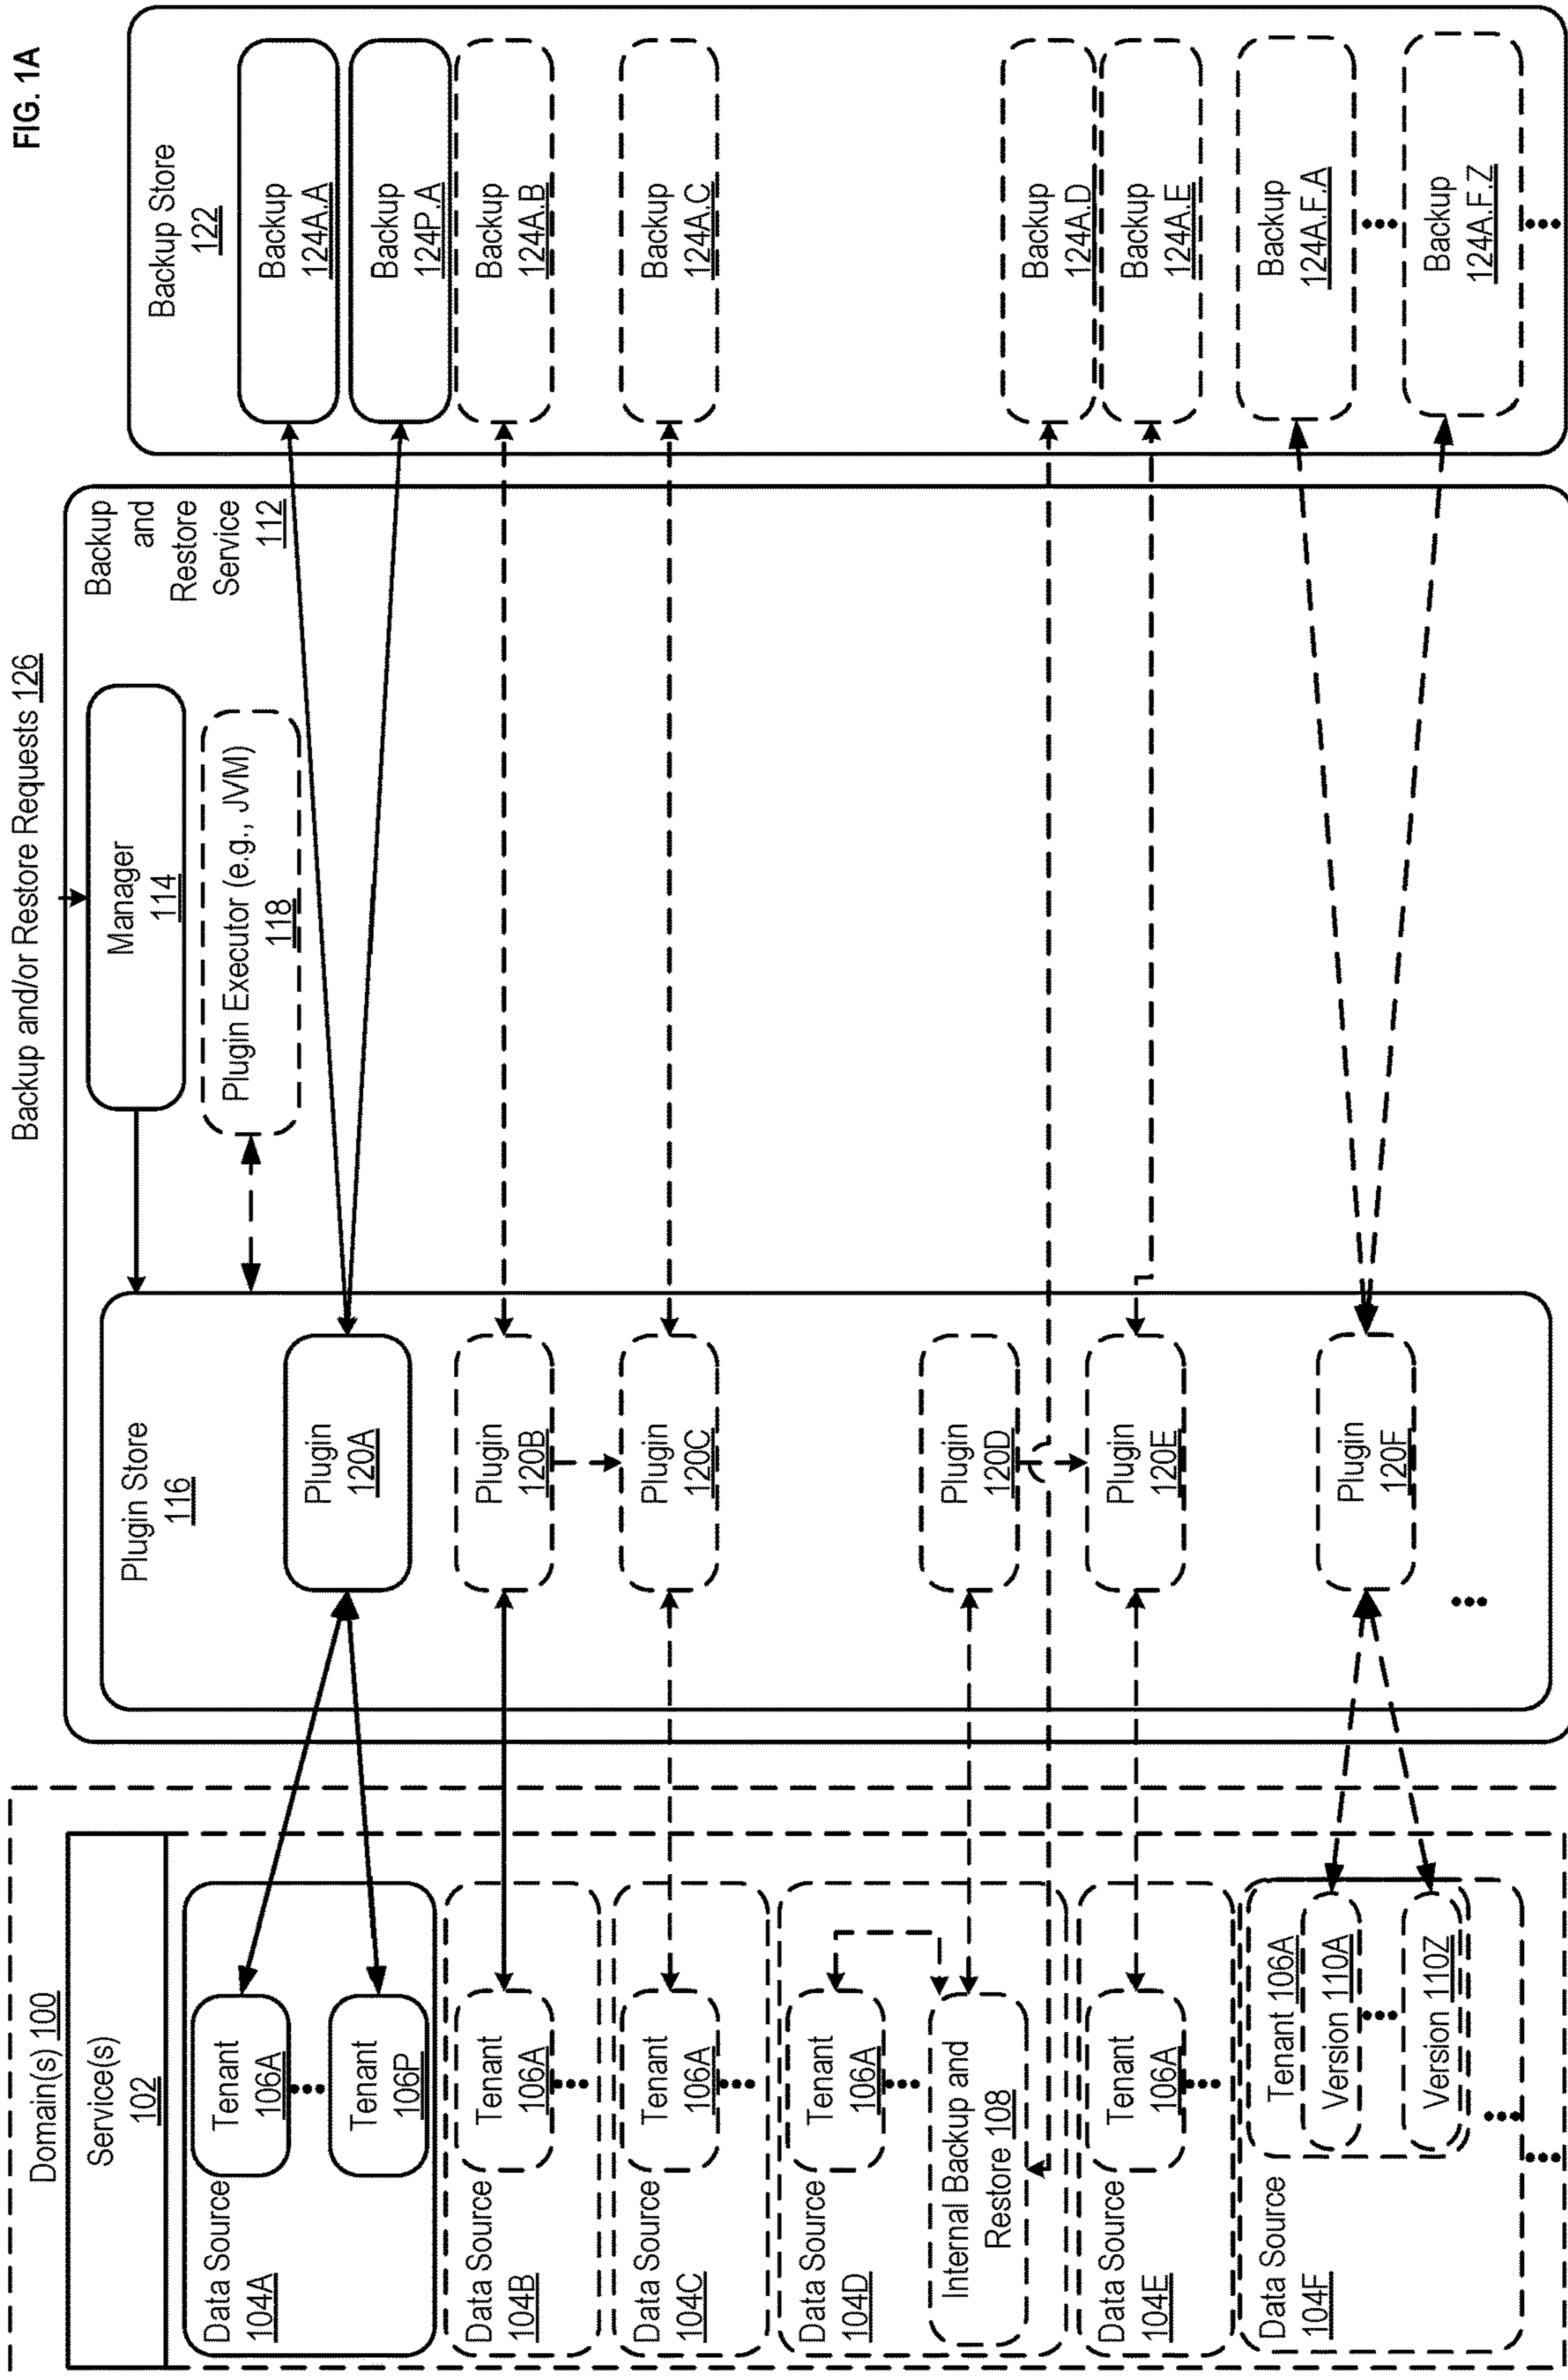 FIG. 1A
Backup and/or Restore Requests 126
Domain(s) 100
Service(s)
102
Data Source
104A
Tenant
106A
•••
Tenant
106P
Data Source
104B
Tenant
106A
•••
Data Source
104C
Tenant
106A
•••
Data Source
104D
Tenant
106A
•••
Internal Backup and
Restore 108
Data Source
104E
Tenant
106A
•••
Data Source
104F
Tenant 106A
Version 110A
•••
Version 110Z
•••
•••
Backup
and
Restore
Service
112
Manager
114
Plugin Executor (e.g., JVM)
118
Plugin Store
116
Plugin
120A
Plugin
120B
Plugin
120C
Plugin
120D
Plugin
120E
Plugin
120F
•••
Backup Store
122
Backup
124A.A
Backup
124P.A
Backup
124A.B
Backup
124A.C
Backup
124A.D
Backup
124A.E
Backup
124A.F.A
•••
Backup
124A.F.Z
•••